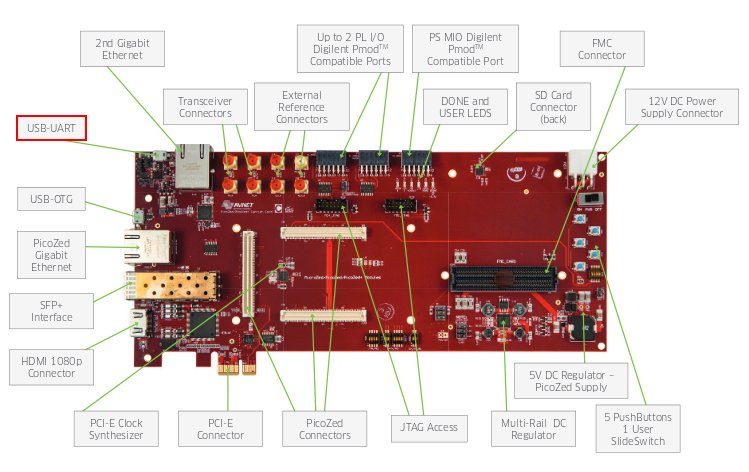 2nd Gigabit
Ethernet
Up to 2 PL I/O
Digilent Pmod™
Compatible Ports
PS MIO Digilent
Pmod™
Compatible Port
FMC
Connector
Transceiver
Connectors
External
Reference
Connectors
DONE and
USER LEDS
SD Card
Connector
(back)
12V DC Power
Supply Connector
USB-UART
USB-OTG
AVNET
PicoZed
Gigabit
Ethernet
SFP+
Interface
HDMI 1080p
Connector
5V DC Regulator –
PicoZed Supply
PCI-E Clock
Synthesizer
PCI-E
Connector
PicoZed
Connectors
JTAG Access
Multi-Rail DC
Regulator
5 PushButtons
1 User
SlideSwitch